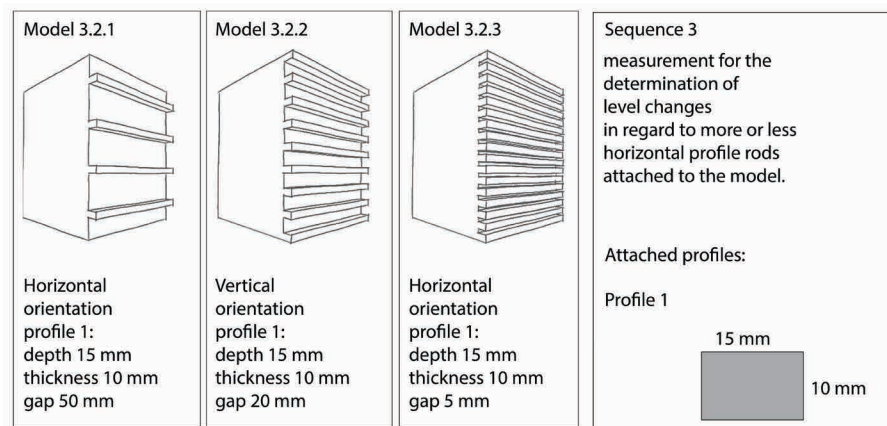 Model 3.2.1
Horizontal
orientation
profile 1:
depth 15 mm
thickness 10 mm
gap 50 mm
Model 3.2.2
Vertical
orientation
profile 1:
depth 15 mm
thickness 10 mm
gap 20 mm
Model 3.2.3
Horizontal
orientation
profile 1:
depth 15 mm
thickness 10 mm
gap 5 mm
Sequence 3
measurement for the
determination of
level changes
in regard to more or less
horizontal profile rods
attached to the model.
Attached profiles:
Profile 1
15 mm
10 mm